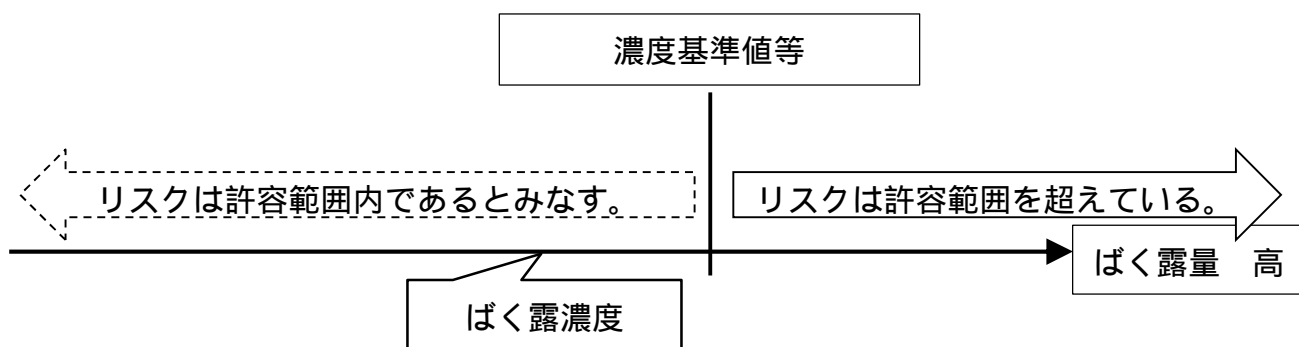 濃度基準値等
リスクは許容範囲内であるとみなす。
リスクは許容範囲を超えている。
ばく露量　高
ばく露濃度